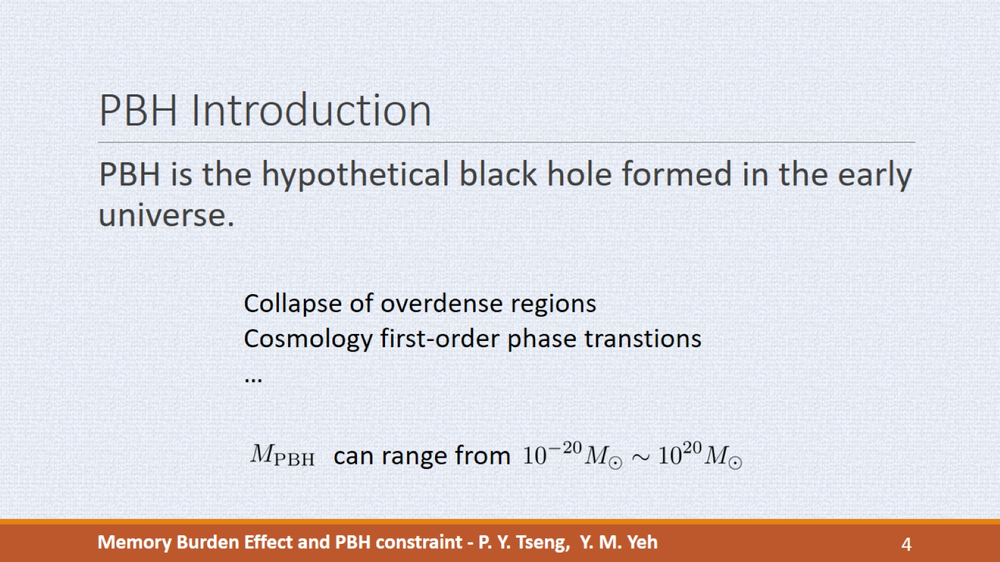 PBH Introduction
PBH is the hypothetical black hole formed in the early
universe.
Collapse of overdense regions
Cosmology first-order phase transtions
...
$M_{\mathrm{PBH}}$ can range from $10^{-20} M_{\odot} \sim 10^{20} M_{\odot}$
Memory Burden Effect and PBH constraint - P. Y. Tseng, Y. M. Yeh
4